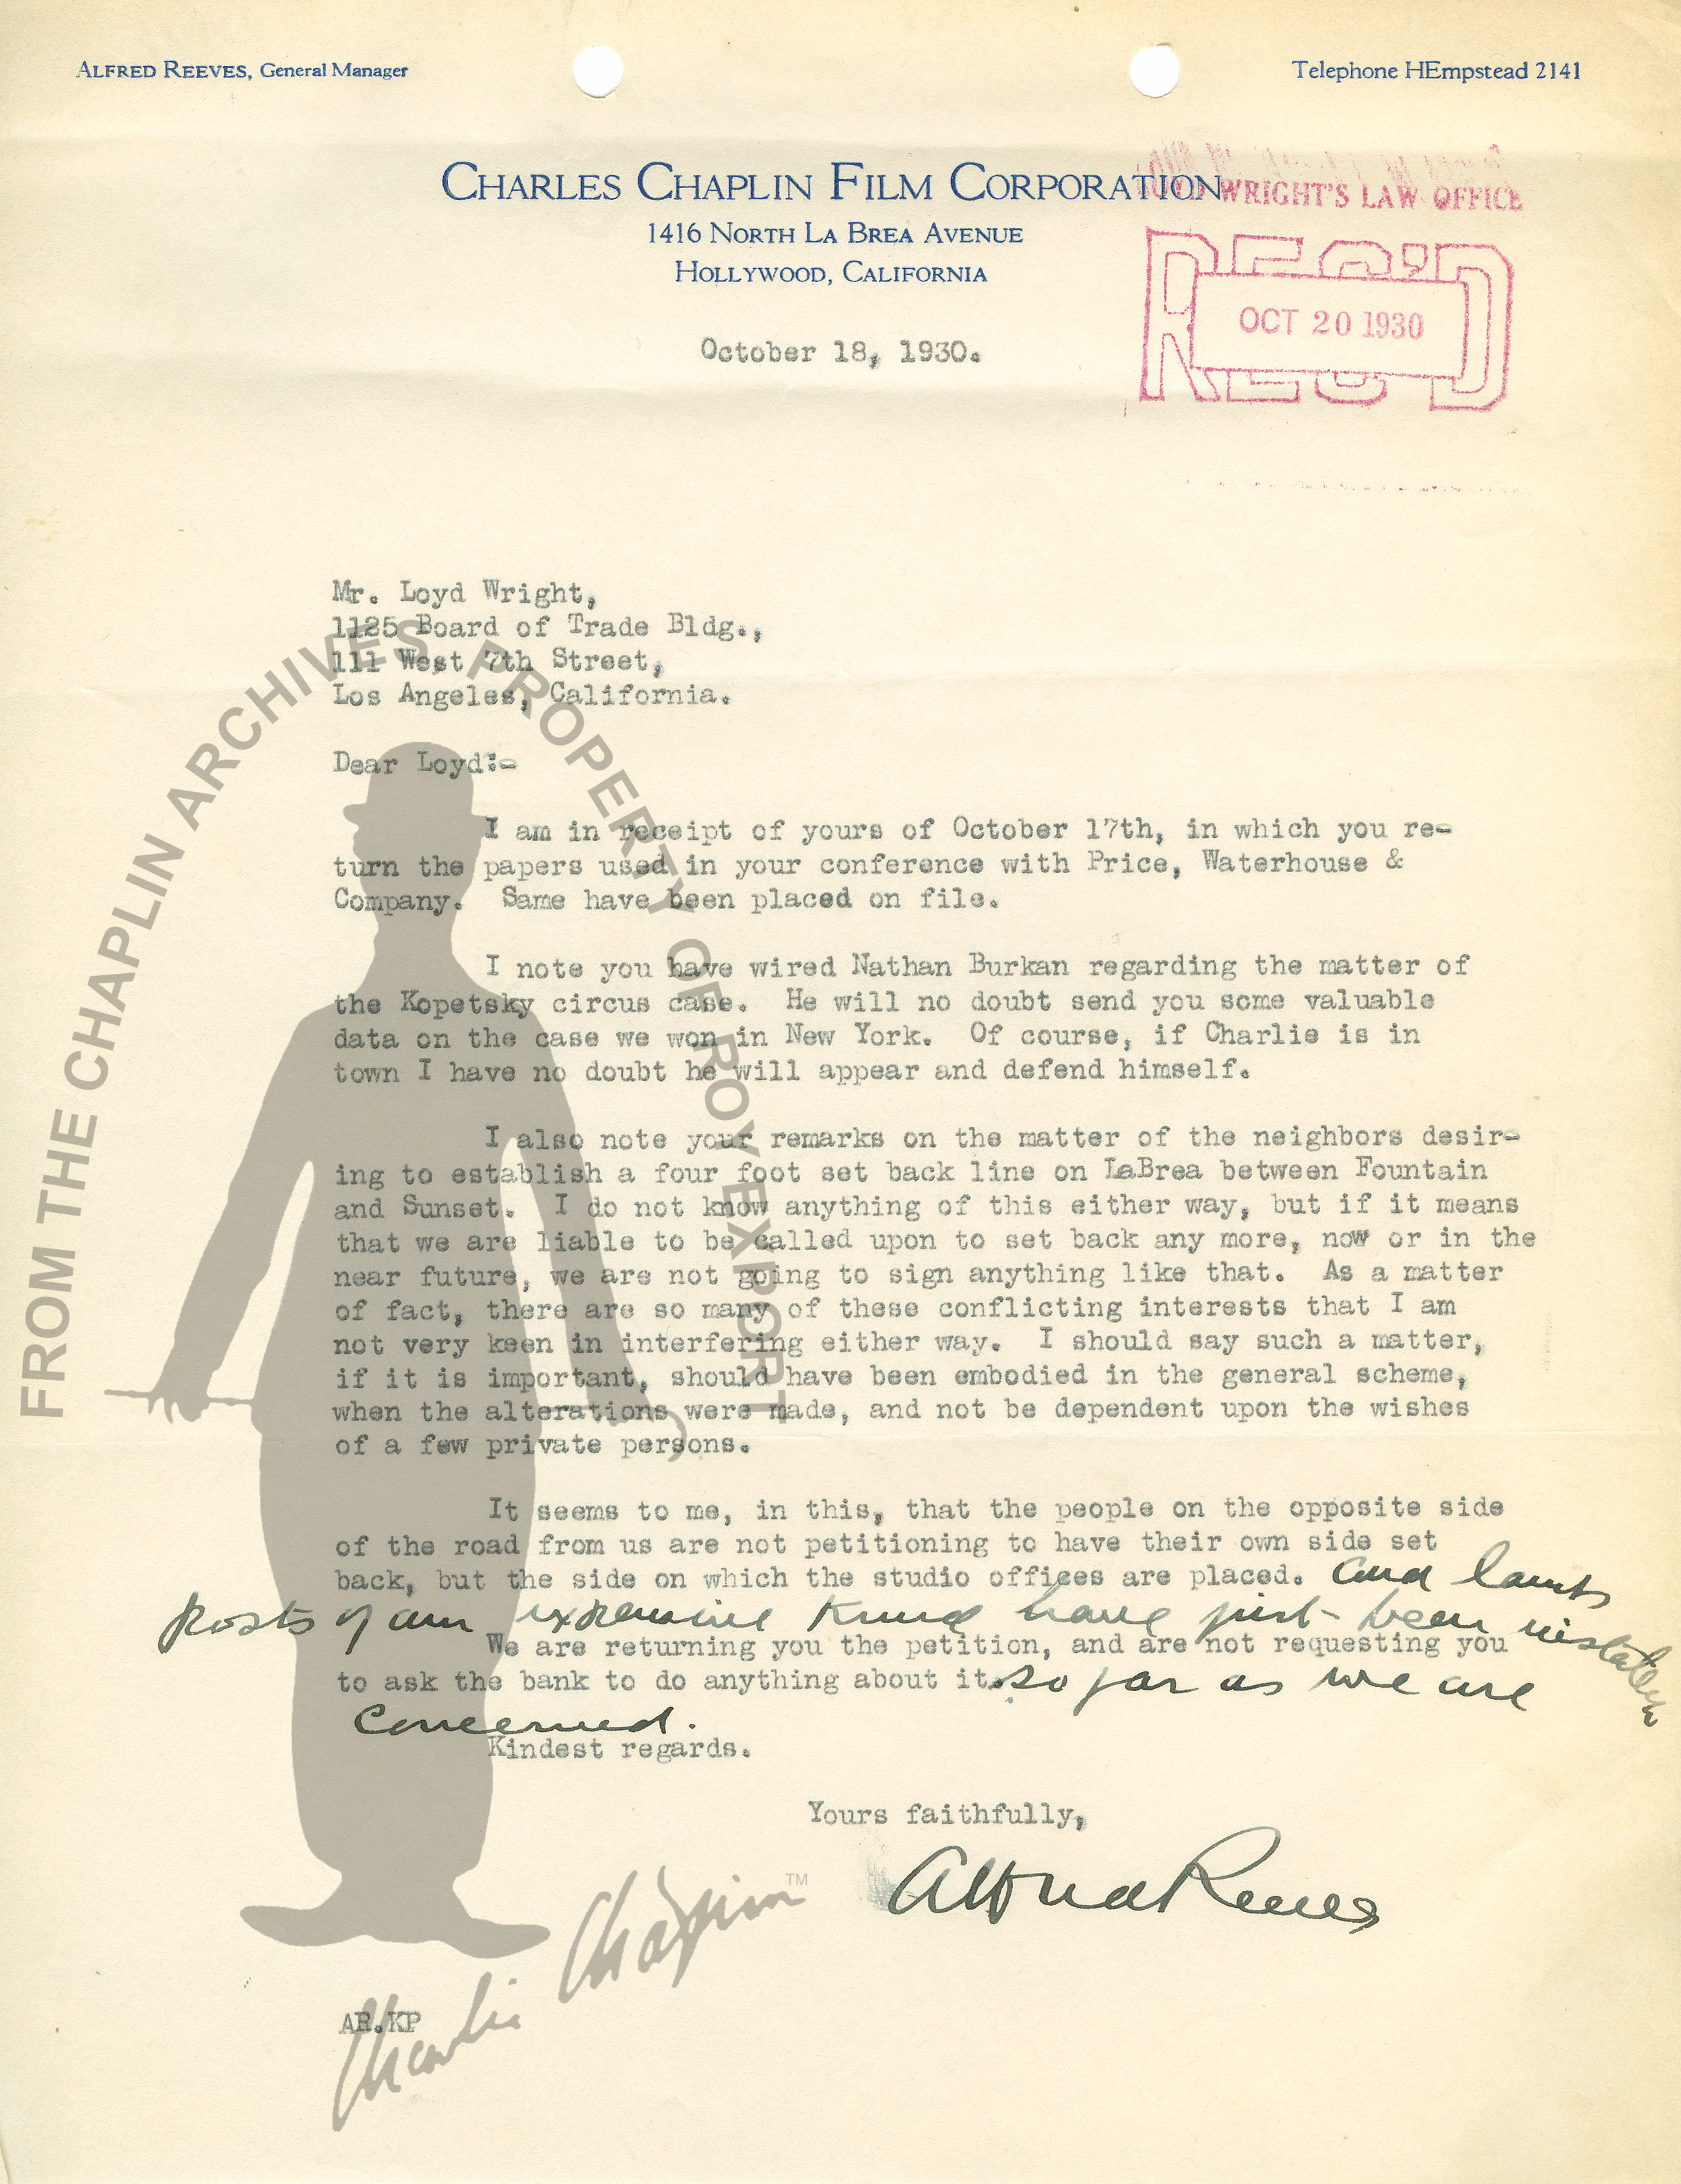 ALFRED REEVES, General Manager
Telephone HEmpstead 2141
CHARLES CHAPLIN FILM CORPORATION
1416 NORTH LA BREA AVENUE
HOLLYWOOD, CALIFORNIA
WRIGHT'S LAW OFFICE
REC'D
OCT 20 1930
October 18, 1930.
Mr. Loyd Wright,
1125 Board of Trade Bldg.,
111 West 7th Street,
Los Angeles, California.
Dear Loyd:-
I am in receipt of yours of October 17th, in which you re-
turn the papers used in your conference with Price, Waterhouse &
Company. Same have been placed on file.
I note you have wired Nathan Burkan regarding the matter of
the Kopetsky circus case. He will no doubt send you some valuable
data on the case we won in New York. Of course, if Charlie is in
town I have no doubt he will appear and defend himself.
I also note your remarks on the matter of the neighbors desir-
ing to establish a four foot set back line on LaBrea between Fountain
and Sunset. I do not know anything of this either way, but if it means
that we are liable to be called upon to set back any more, now or in the
near future, we are not going to sign anything like that. As a matter
of fact, there are so many of these conflicting interests that I am
not very keen in interfering either way. I should say such a matter,
if it is important, should have been embodied in the general scheme,
when the alterations were made, and not be dependent upon the wishes
of a few private persons.
It seems to me, in this, that the people on the opposite side
of the road from us are not petitioning to have their own side set
back, but the side on which the studio offices are placed. and lamp
posts of an expensive kind have just been installed
We are returning you the petition, and are not requesting you
to ask the bank to do anything about it. so far as we are
concerned.
Kindest regards.
Yours faithfully,
Alfred Reeves
AR.KP
FROM THE CHAPLIN ARCHIVES PROPERTY OF ROY EXPORT
Charlie Chaplin™